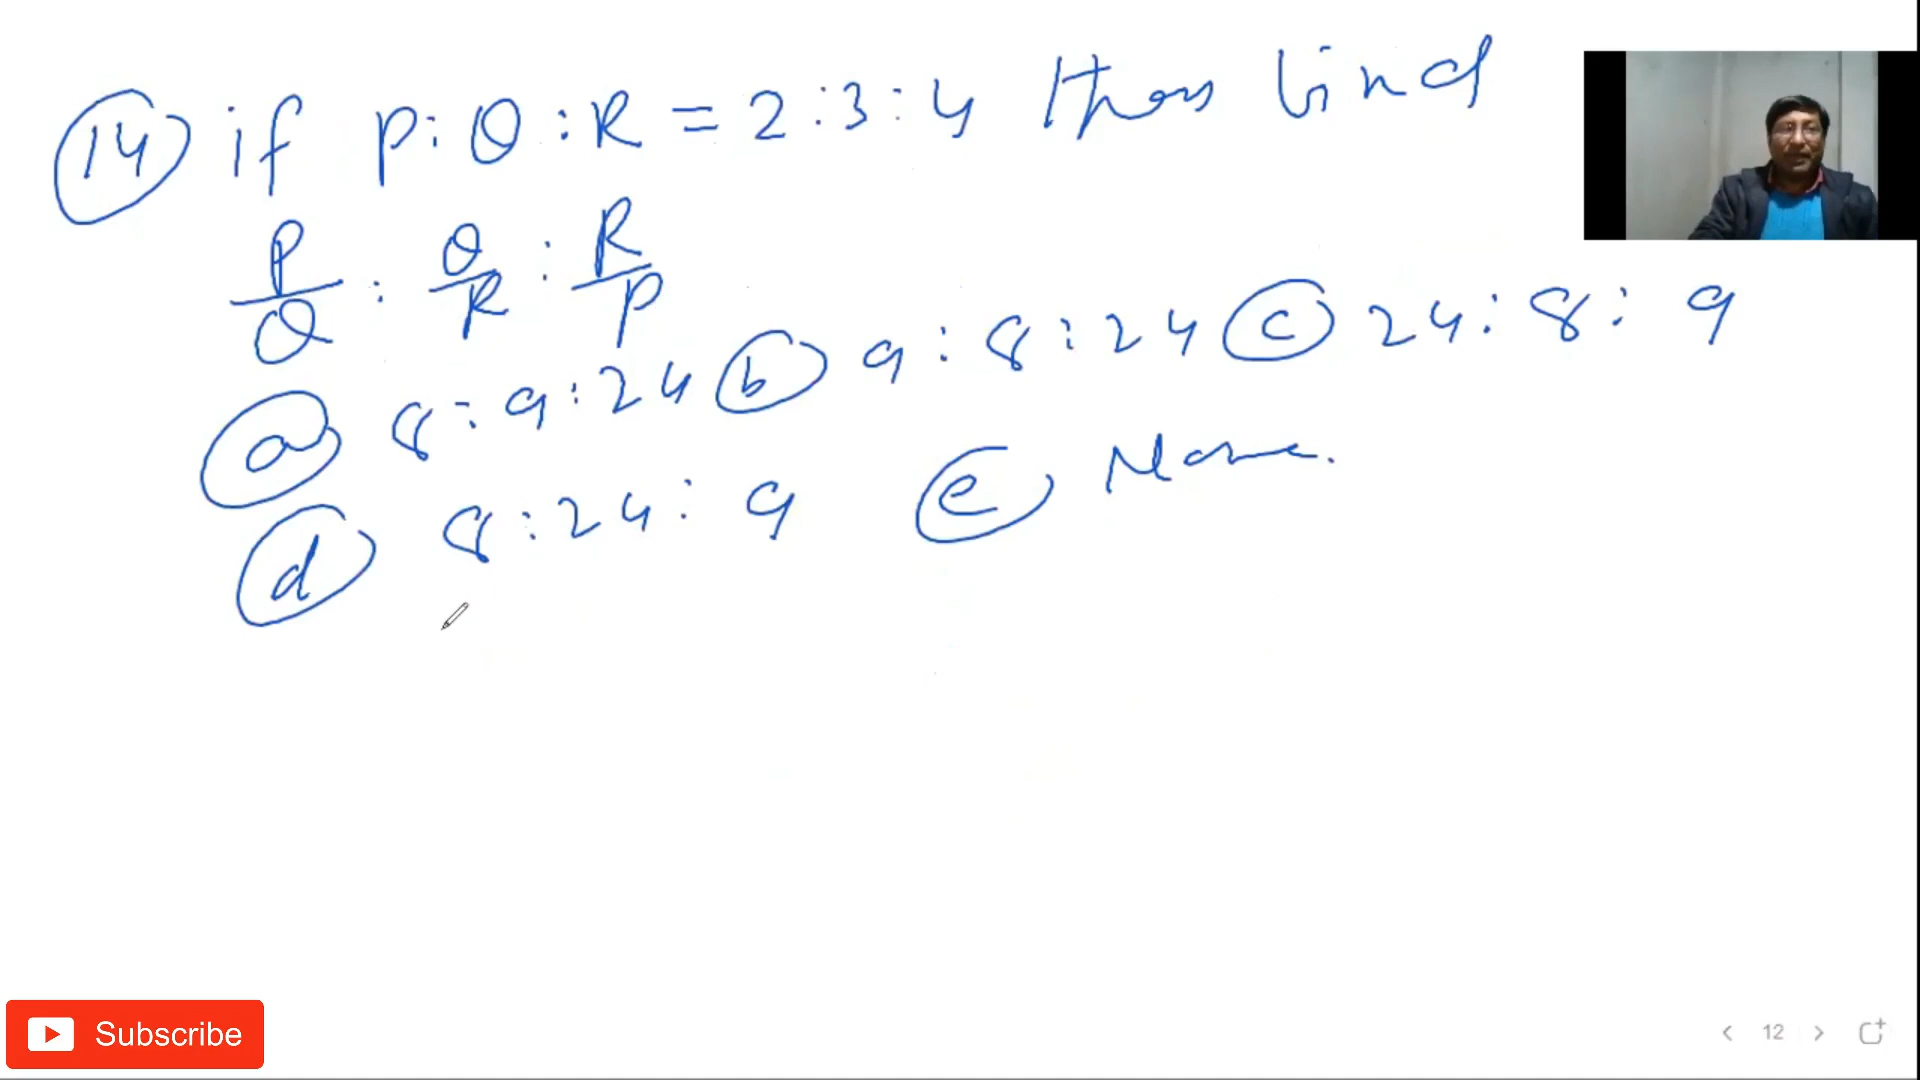 14 if P : Q : R = 2 : 3 : 4 then find
P/Q : Q/R : R/P
a 8 : 9 : 24 b 9 : 8 : 24 c 24 : 8 : 9
d 8 : 24 : 9 e None.
Subscribe
12